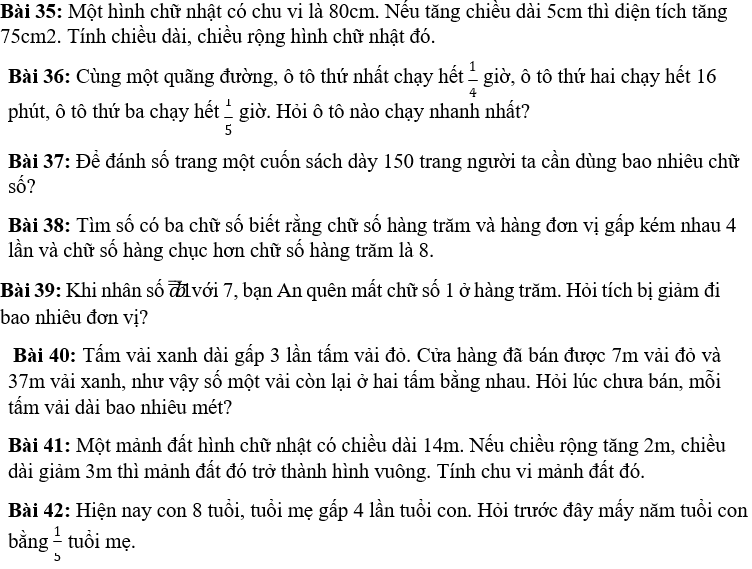 Bài 35: Một hình chữ nhật có chu vi là 80cm. Nếu tăng chiều dài 5cm thì diện tích tăng
75cm2. Tính chiều dài, chiều rộng hình chữ nhật đó.
Bài 36: Cùng một quãng đường, ô tô thứ nhất chạy hết 1/4 giờ, ô tô thứ hai chạy hết 16
phút, ô tô thứ ba chạy hết 1/5 giờ. Hỏi ô tô nào chạy nhanh nhất?
Bài 37: Để đánh số trang một cuốn sách dày 150 trang người ta cần dùng bao nhiêu chữ
số?
Bài 38: Tìm số có ba chữ số biết rằng chữ số hàng trăm và hàng đơn vị gấp kém nhau 4
lần và chữ số hàng chục hơn chữ số hàng trăm là 8.
Bài 39: Khi nhân số với 7, bạn An quên mất chữ số 1 ở hàng trăm. Hỏi tích bị giảm đi
bao nhiêu đơn vị?
Bài 40: Tấm vải xanh dài gấp 3 lần tấm vải đỏ. Cửa hàng đã bán được 7m vải đỏ và
37m vải xanh, như vậy số một vải còn lại ở hai tấm bằng nhau. Hỏi lúc chưa bán, mỗi
tấm vải dài bao nhiêu mét?
Bài 41: Một mảnh đất hình chữ nhật có chiều dài 14m. Nếu chiều rộng tăng 2m, chiều
dài giảm 3m thì mảnh đất đó trở thành hình vuông. Tính chu vi mảnh đất đó.
Bài 42: Hiện nay con 8 tuổi, tuổi mẹ gấp 4 lần tuổi con. Hỏi trước đây mấy năm tuổi con
bằng 1/5 tuổi mẹ.